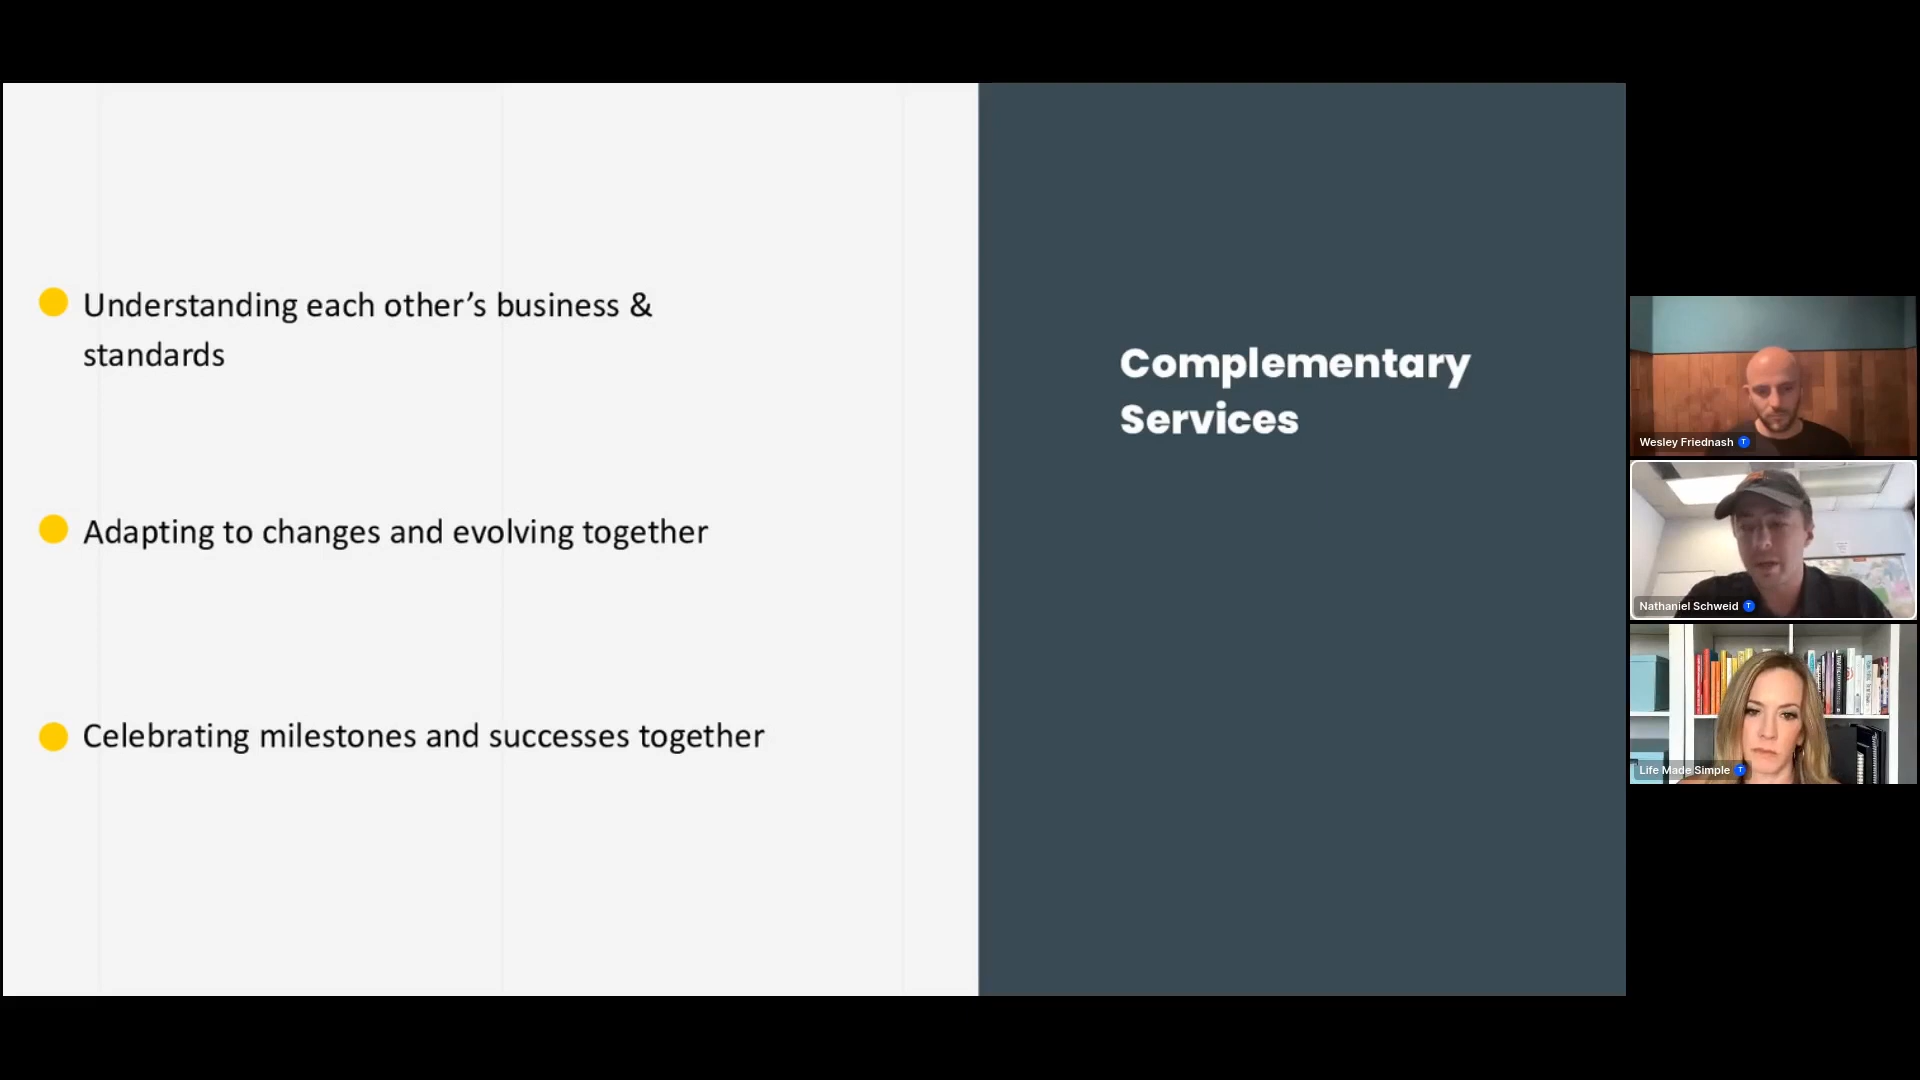 Understanding each other’s business &
standards
Adapting to changes and evolving together
Celebrating milestones and successes together
Complementary
Services
Wesley Friednash
Nathaniel Schweid
Life Made Simple